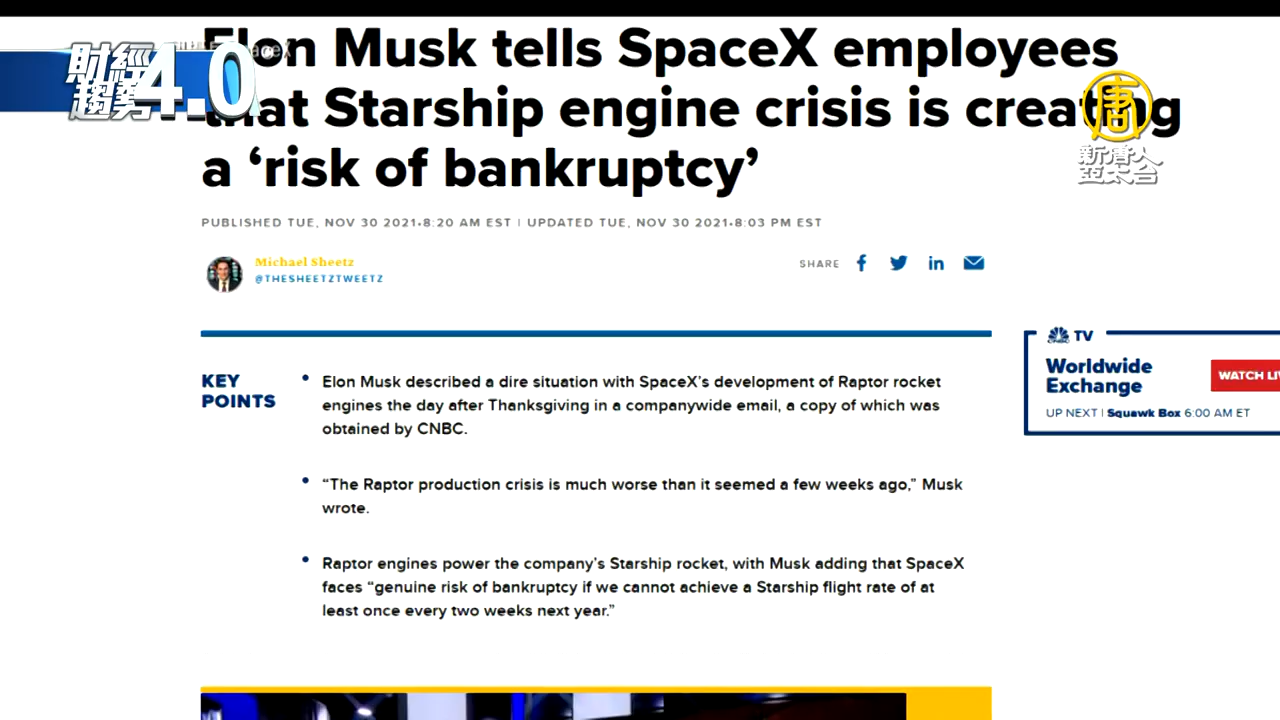 Elon Musk tells SpaceX employees
that Starship engine crisis is creating
a ‘risk of bankruptcy’
財經
趨勢4.0
唐
新唐人
亞太台
PUBLISHED TUE, NOV 30 2021•8:20 AM EST | UPDATED TUE, NOV 30 2021•8:03 PM EST
Michael Sheetz
@THESHEETZTWEETZ
SHARE
TV
Worldwide
Exchange
WATCH LIV
UP NEXT | Squawk Box 6:00 AM ET
KEY
POINTS
• Elon Musk described a dire situation with SpaceX’s development of Raptor rocket
engines the day after Thanksgiving in a companywide email, a copy of which was
obtained by CNBC.
• “The Raptor production crisis is much worse than it seemed a few weeks ago,” Musk
wrote.
• Raptor engines power the company’s Starship rocket, with Musk adding that SpaceX
faces “genuine risk of bankruptcy if we cannot achieve a Starship flight rate of at
least once every two weeks next year.”